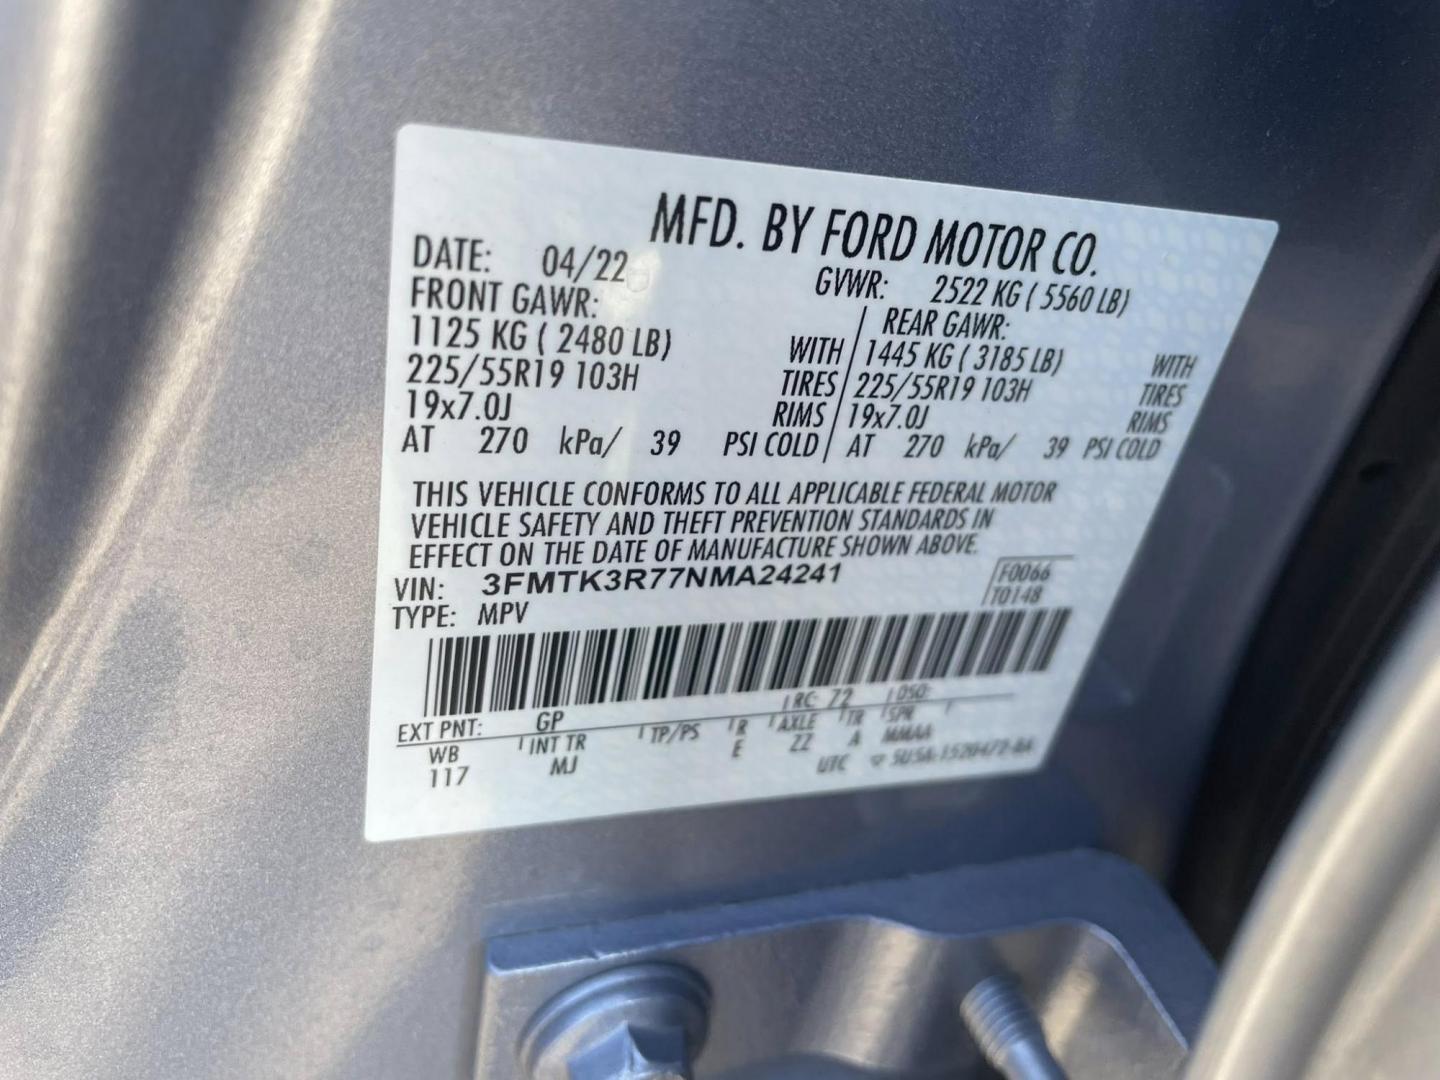 MFD. BY FORD MOTOR CO.
DATE: 04/22 GVWR: 2522 KG ( 5560 LB)
FRONT GAWR: REAR GAWR:
1125 KG ( 2480 LB) WITH / 1445 KG ( 3185 LB) WITH
225/55R19 103H TIRES / 225/55R19 103H TIRES
19x7.0J RIMS / 19x7.0J RIMS
AT 270 kPa/ 39 PSI COLD / AT 270 kPa/ 39 PSI COLD
THIS VEHICLE CONFORMS TO ALL APPLICABLE FEDERAL MOTOR
VEHICLE SAFETY AND THEFT PREVENTION STANDARDS IN
EFFECT ON THE DATE OF MANUFACTURE SHOWN ABOVE.
VIN: 3FMTK3R77NMA24241 F0066
TYPE: MPV T0148
EXT PNT: GP RC: 72 DSO:
WB INT TR TP/PS R AXLE TR SPR
117 MJ E ZZ A MMAA
UTC